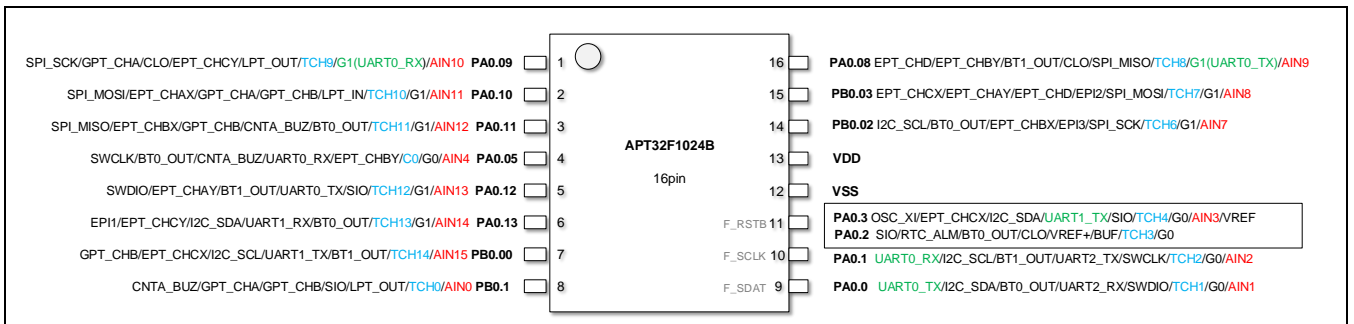 SPI_SCK/GPT_CHA/CLO/EPT_CHCY/LPT_OUT/TCH9/G1(UART0_RX)/AIN10 PA0.09 1
SPI_MOSI/EPT_CHAX/GPT_CHA/GPT_CHB/LPT_IN/TCH10/G1/AIN11 PA0.10 2
SPI_MISO/EPT_CHBX/GPT_CHB/CNTA_BUZ/BT0_OUT/TCH11/G1/AIN12 PA0.11 3
SWCLK/BT0_OUT/CNTA_BUZ/UART0_RX/EPT_CHBY/C0/G0/AIN4 PA0.05 4
SWDIO/EPT_CHAY/BT1_OUT/UART0_TX/SIO/TCH12/G1/AIN13 PA0.12 5
EPI1/EPT_CHCY/I2C_SDA/UART1_RX/BT0_OUT/TCH13/G1/AIN14 PA0.13 6
GPT_CHB/EPT_CHCX/I2C_SCL/UART1_TX/BT1_OUT/TCH14/AIN15 PB0.00 7
CNTA_BUZ/GPT_CHA/GPT_CHB/SIO/LPT_OUT/TCH0/AIN0 PB0.1 8
APT32F1024B
16pin
16 PA0.08 EPT_CHD/EPT_CHBY/BT1_OUT/CLO/SPI_MISO/TCH8/G1(UART0_TX)/AIN9
15 PB0.03 EPT_CHCX/EPT_CHAY/EPT_CHD/EPI2/SPI_MOSI/TCH7/G1/AIN8
14 PB0.02 I2C_SCL/BT0_OUT/EPT_CHBX/EPI3/SPI_SCK/TCH6/G1/AIN7
13 VDD
12 VSS
F_RSTB 11 PA0.3 OSC_XI/EPT_CHCX/I2C_SDA/UART1_TX/SIO/TCH4/G0/AIN3/VREF
PA0.2 SIO/RTC_ALM/BT0_OUT/CLO/VREF+/BUF/TCH3/G0
F_SCLK 10 PA0.1 UART0_RX/I2C_SCL/BT1_OUT/UART2_TX/SWCLK/TCH2/G0/AIN2
F_SDAT 9 PA0.0 UART0_TX/I2C_SDA/BT0_OUT/UART2_RX/SWDIO/TCH1/G0/AIN1